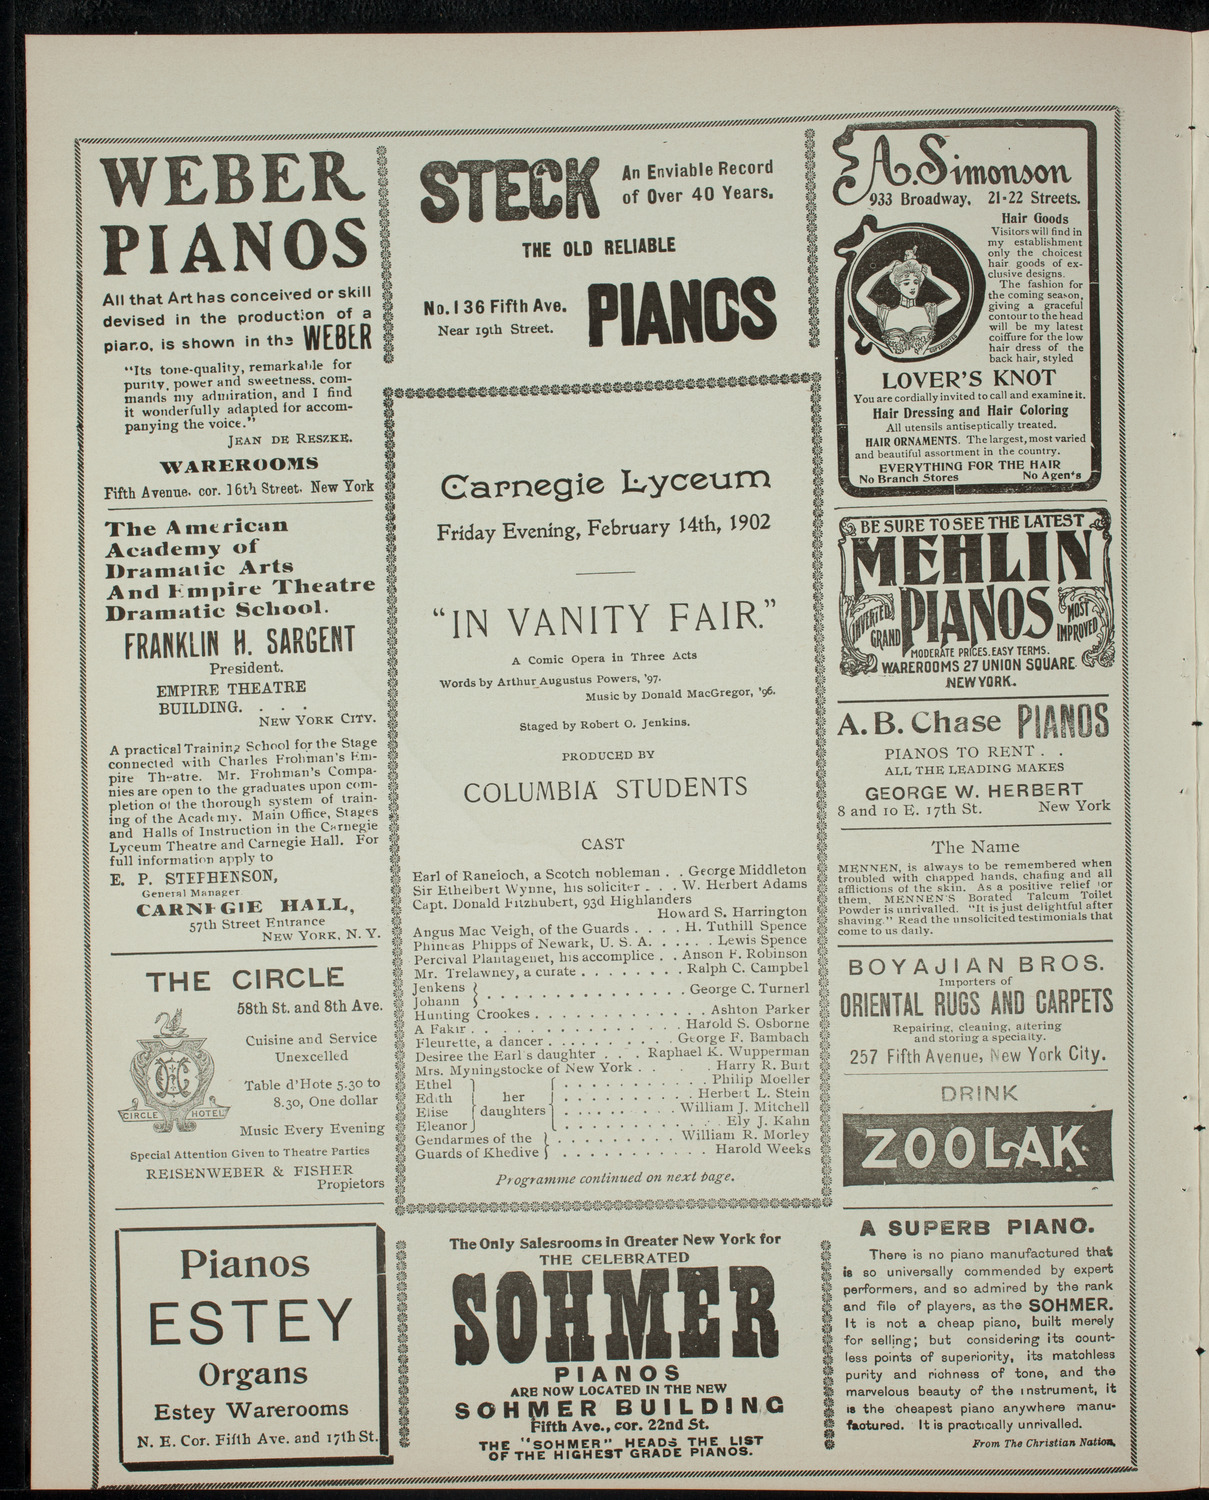 WEBER
PIANOS
All that Art has conceived or skill
devised in the production of a
piano, is shown in the WEBER
"Its tone-quality, remarkable for
purity, power and sweetness, com-
mands my admiration, and I find
it wonderfully adapted for accom-
panying the voice."
JEAN DE RESZKE.
WAREROOMS
Fifth Avenue. cor. 16th Street. New York
The American
Academy of
Dramatic Arts
And Empire Theatre
Dramatic School.
FRANKLIN H. SARGENT
President.
EMPIRE THEATRE
BUILDING. . . .
NEW YORK CITY.
A practical Training School for the Stage
connected with Charles Frohman's Em-
pire Theatre. Mr. Frohman's Compa-
nies are open to the graduates upon com-
pletion of the thorough system of train-
ing of the Academy. Main Office, Stages
and Halls of Instruction in the Carnegie
Lyceum Theatre and Carnegie Hall. For
full information apply to
E. P. STEPHENSON,
General Manager
CARNEGIE HALL,
57th Street Entrance
NEW YORK, N. Y.
THE CIRCLE
58th St. and 8th Ave.
Cuisine and Service
Unexcelled
Table d'Hote 5.30 to
8.30, One dollar
CIRCLE HOTEL
Music Every Evening
Special Attention Given to Theatre Parties
REISENWEBER & FISHER
Propietors
Pianos
ESTEY
Organs
Estey Warerooms
N. E. Cor. Fifth Ave. and 17th St.
STECK
An Enviable Record
of Over 40 Years.
THE OLD RELIABLE
No. 136 Fifth Ave.
Near 19th Street.
PIANOS
Carnegie Lyceum
Friday Evening, February 14th, 1902
"IN VANITY FAIR."
A Comic Opera in Three Acts
Words by Arthur Augustus Powers, '97.
Music by Donald MacGregor, '96.
Staged by Robert O. Jenkins.
PRODUCED BY
COLUMBIA STUDENTS
CAST
Earl of Raneloch, a Scotch nobleman . . George Middleton
Sir Ethelbert Wynne, his soliciter . . . W. Herbert Adams
Capt. Donald Fitzhubert, 93d Highlanders
Howard S. Harrington
Angus Mac Veigh, of the Guards . . . . H. Tuthill Spence
Phineas Phipps of Newark, U. S. A. . . . . . . Lewis Spence
Percival Plantagenet, his accomplice . . Anson F. Robinson
Mr. Trelawney, a curate . . . . . . . . Ralph C. Campbel
Jenkens
Johann } . . . . . . . . . . . . . . . George C. Turnerl
Hunting Crookes . . . . . . . . . . . . . Ashton Parker
A Fakir . . . . . . . . . . . . . . . . Harold S. Osborne
Fleurette, a dancer . . . . . . . . . . George F. Bambach
Desiree the Earl's daughter . . . Raphael K. Wupperman
Mrs. Myningstocke of New York . . . Harry R. Burt
Ethel . . . . . . . . . . . Philip Moeller
Edith her . . . . . . . . . . Herbert L. Stein
Elise daughters . . . . . . . . . William J. Mitchell
Eleanor . . . . . . . . . . . Ely J. Kahn
Gendarmes of the . . . . . . . . . William R. Morley
Guards of Khedive . . . . . . . . . . . Harold Weeks
Programme continued on next page.
The Only Salesrooms in Greater New York for
THE CELEBRATED
SOHMER
PIANOS
ARE NOW LOCATED IN THE NEW
SOHMER BUILDING
Fifth Ave., cor. 22nd St.
THE "SOHMER" HEADS THE LIST
OF THE HIGHEST GRADE PIANOS.
A. Simonson
933 Broadway, 21-22 Streets.
Hair Goods
Visitors will find in
my establishment
only the choicest
hair goods of ex-
clusive designs.
The fashion for
the coming season,
giving a graceful
contour to the head
will be my latest
coiffure for the low
hair dress of the
back hair, styled
LOVER'S KNOT
You are cordially invited to call and examine it.
Hair Dressing and Hair Coloring
All utensils antiseptically treated.
HAIR ORNAMENTS. The largest, most varied
and beautiful assortment in the country.
EVERYTHING FOR THE HAIR
No Branch Stores No Agents
BE SURE TO SEE THE LATEST
MEHLIN
PIANOS
INVERTED GRAND
MOST IMPROVED
MODERATE PRICES. EASY TERMS.
WAREROOMS 27 UNION SQUARE
NEW YORK.
A. B. Chase PIANOS
PIANOS TO RENT . .
ALL THE LEADING MAKES
GEORGE W. HERBERT
8 and 10 E. 17th St. New York
The Name
MENNEN, is always to be remembered when
troubled with chapped hands, chafing and all
afflictions of the skin. As a positive relief for
them, MENNEN'S Borated Talcum Toilet
Powder is unrivalled. "It is just delightful after
shaving." Read the unsolicited testimonials that
come to us daily.
BOYAJIAN BROS.
Importers of
ORIENTAL RUGS AND CARPETS
Repairing, cleaning, altering
and storing a specialty.
257 Fifth Avenue, New York City.
DRINK
ZOOLAK
A SUPERB PIANO.
There is no piano manufactured that
is so universally commended by expert
performers, and so admired by the rank
and file of players, as the SOHMER.
It is not a cheap piano, built merely
for selling; but considering its count-
less points of superiority, its matchless
purity and richness of tone, and the
marvelous beauty of the instrument, it
is the cheapest piano anywhere manu-
factured. It is practically unrivalled.
From The Christian Nation.